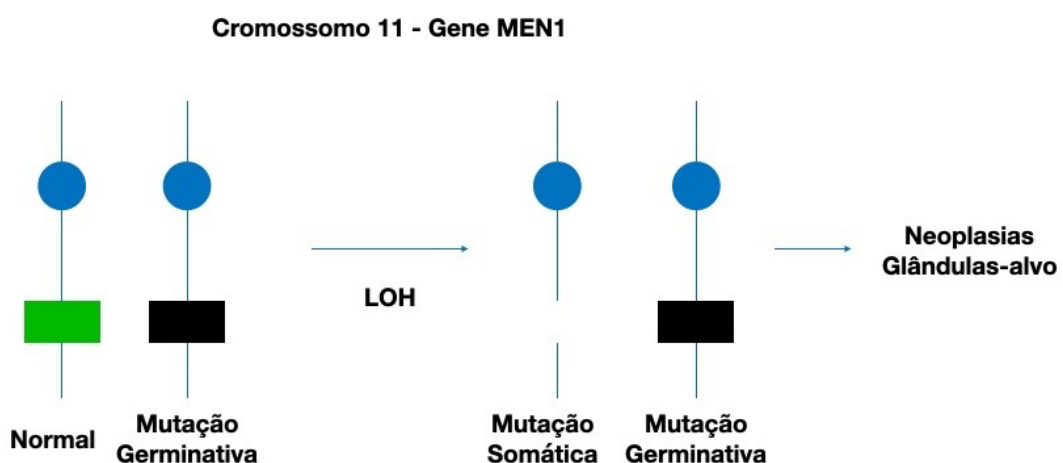 Cromossomo 11 - Gene MEN1
LOH
Neoplasias
Glândulas-alvo
Normal
Mutação
Germinativa
Mutação
Somática
Mutação
Germinativa